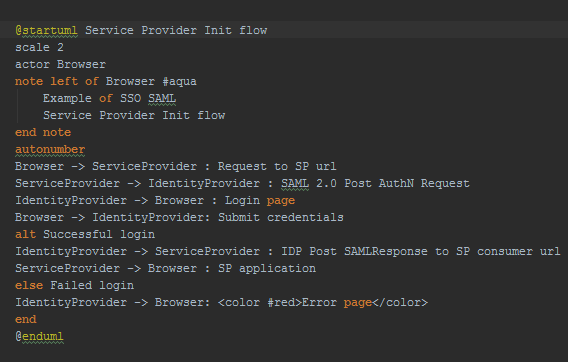 @startuml Service Provider Init flow
scale 2
actor Browser
note left of Browser #aqua
Example of SSO SAML
Service Provider Init flow
end note
autonumber
Browser -> ServiceProvider : Request to SP url
ServiceProvider -> IdentityProvider : SAML 2.0 Post AuthN Request
IdentityProvider -> Browser : Login page
Browser -> IdentityProvider: Submit credentials
alt Successful login
IdentityProvider -> ServiceProvider : IDP Post SAMLResponse to SP consumer url
ServiceProvider -> Browser : SP application
else Failed login
IdentityProvider -> Browser: <color #red>Error page</color>
end
@enduml